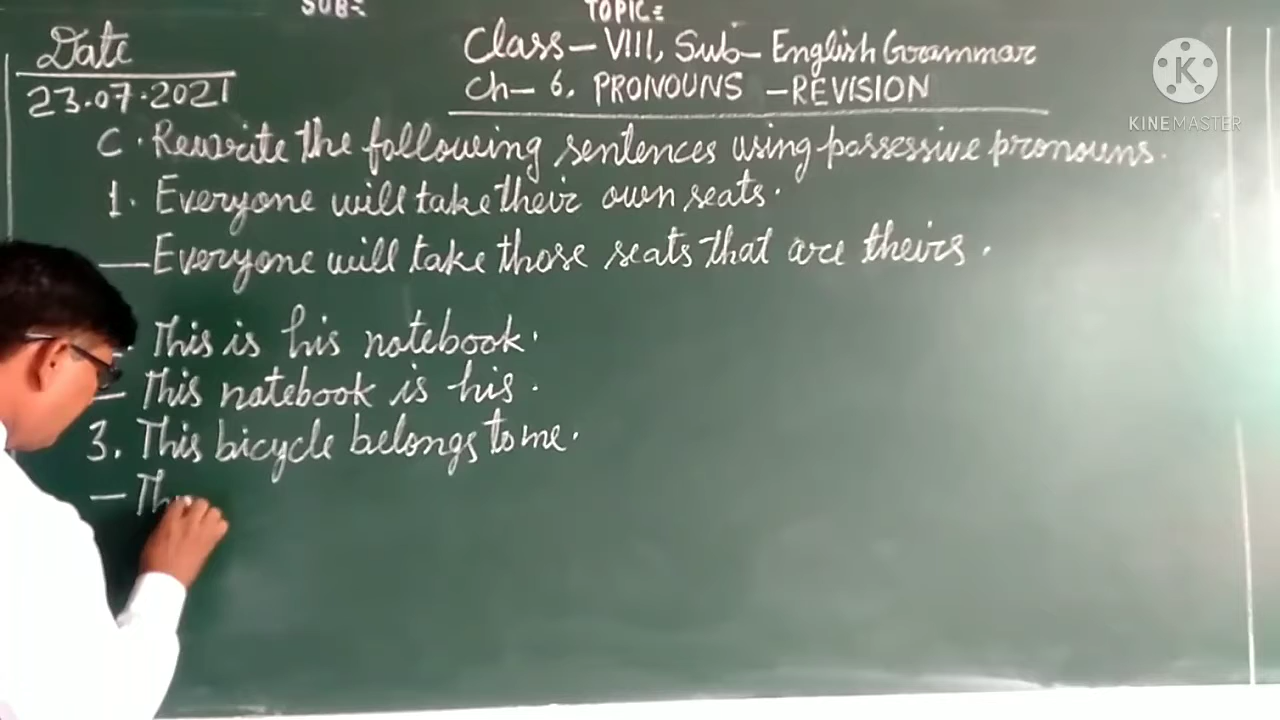 SUB:
TOPIC:
Date
23.07.2021
Class - VIII, Sub - English Grammar
Ch - 6. PRONOUNS - REVISION
K
KINEMASTER
C. Rewrite the following sentences using possessive pronouns.
1. Everyone will take their own seats.
— Everyone will take those seats that are theirs.
This is his notebook.
— This notebook is his.
3. This bicycle belongs to me.
— Th